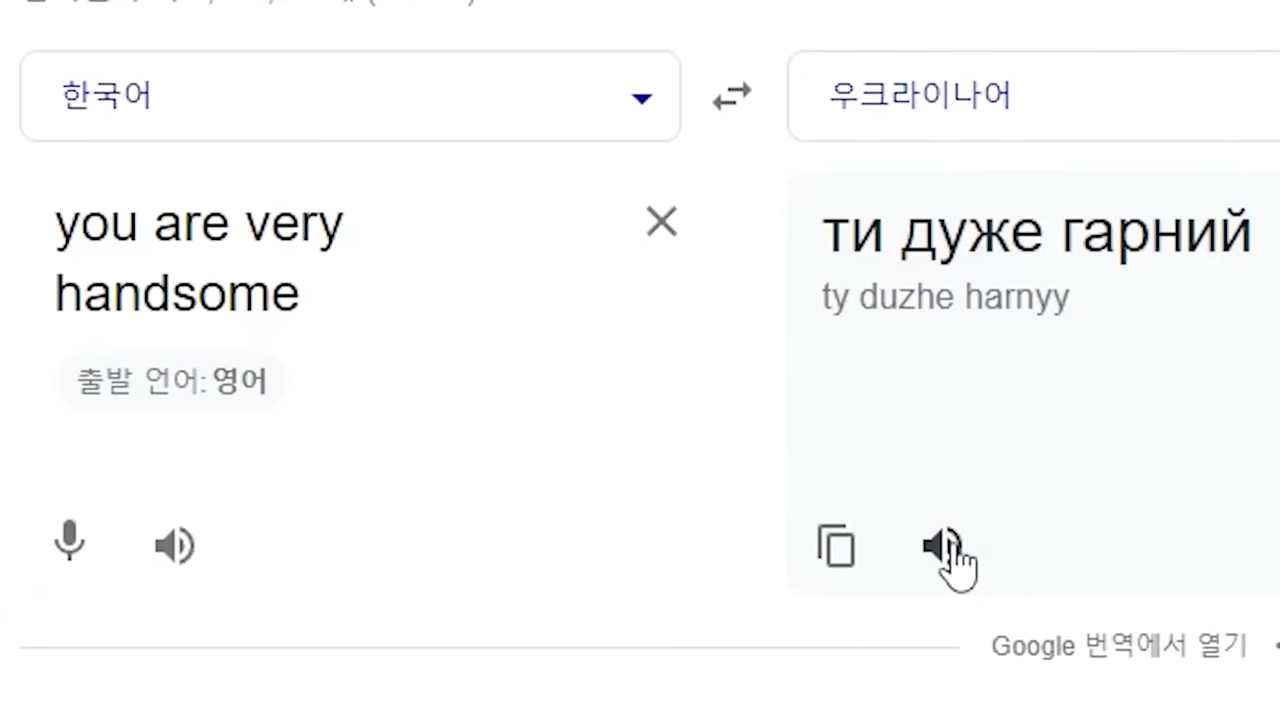 한국어
우크라이나어
you are very
handsome
ти дуже гарний
ty duzhe harnyy
출발 언어: 영어
Google 번역에서 열기